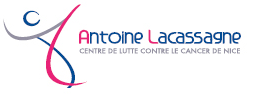 Antoine Lacassagne
CENTRE DE LUTTE CONTRE LE CANCER DE NICE